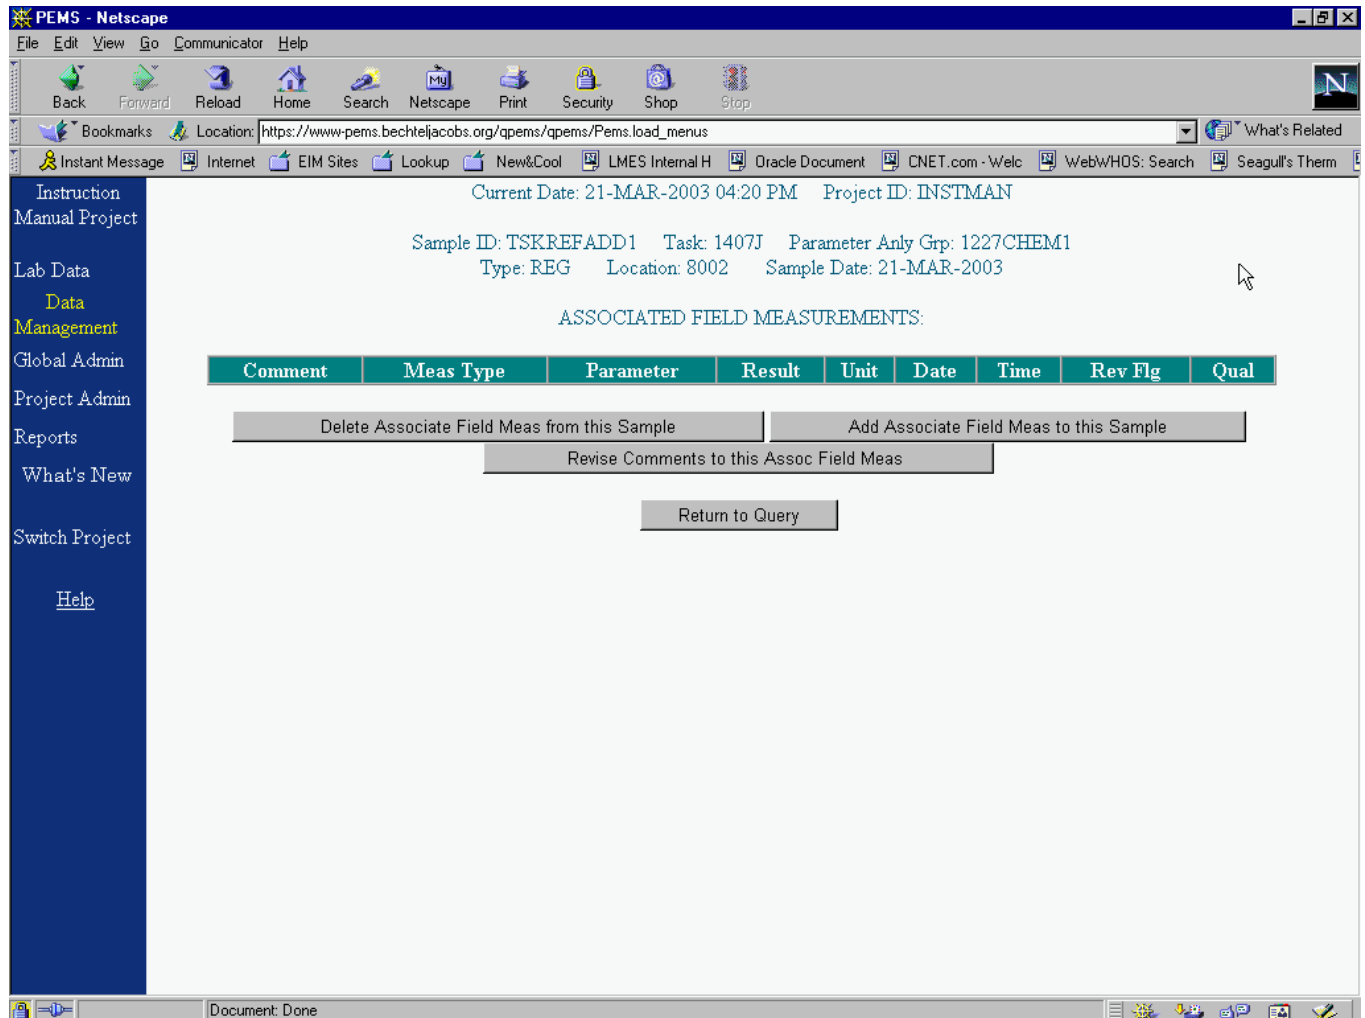 PEMS - Netscape
File Edit View Go Communicator Help
Back Forward Reload Home Search Netscape Print Security Shop Stop
My
N
Bookmarks Location: https://www-pems.bechteljacobs.org/qpems/qpems/Pems.load_menus What's Related
Instant Message Internet EIM Sites Lookup New&Cool LMES Internal H Oracle Document CNET.com - Welc WebWHOS: Search Seagull's Therm
Instruction
Manual Project
Lab Data
Data
Management
Global Admin
Project Admin
Reports
What's New
Switch Project
Help
Current Date: 21-MAR-2003 04:20 PM Project ID: INSTMAN
Sample ID: TSKREFADD1 Task: 1407J Parameter Anly Grp: 1227CHEM1
Type: REG Location: 8002 Sample Date: 21-MAR-2003
ASSOCIATED FIELD MEASUREMENTS:
Comment Meas Type Parameter Result Unit Date Time Rev Flg Qual
Delete Associate Field Meas from this Sample Add Associate Field Meas to this Sample
Revise Comments to this Assoc Field Meas
Return to Query
Document: Done